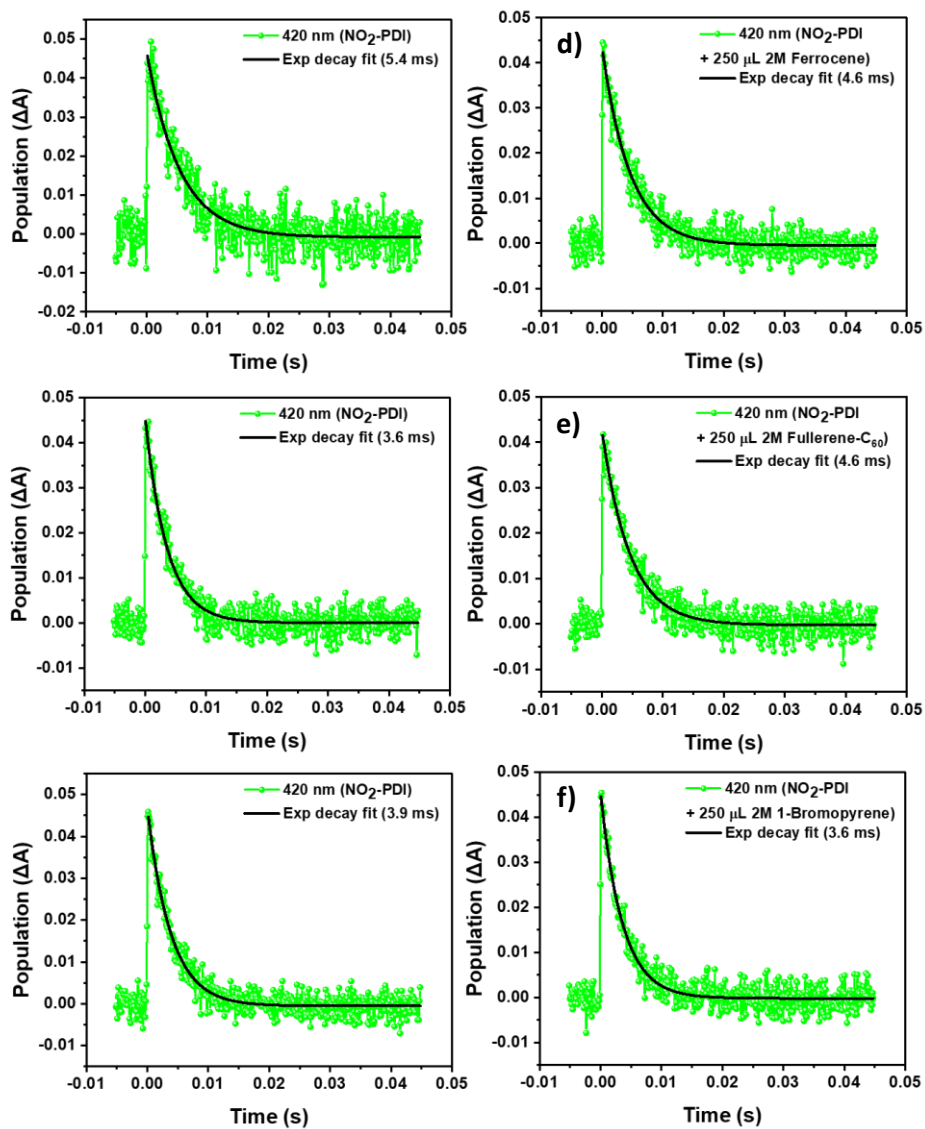 0.05
0.04
0.03
0.02
0.01
0.00
-0.01
-0.02
Population (ΔA)
420 nm (NO2-PDI)
Exp decay fit (5.4 ms)
-0.01 0.00 0.01 0.02 0.03 0.04 0.05
Time (s)
d)
0.05
0.04
0.03
0.02
0.01
0.00
-0.01
Population (ΔA)
420 nm (NO2-PDI
+ 250 μL 2M Ferrocene)
Exp decay fit (4.6 ms)
-0.01 0.00 0.01 0.02 0.03 0.04 0.05
Time (s)
0.05
0.04
0.03
0.02
0.01
0.00
-0.01
Population (ΔA)
420 nm (NO2-PDI)
Exp decay fit (3.6 ms)
-0.01 0.00 0.01 0.02 0.03 0.04 0.05
Time (s)
e)
0.05
0.04
0.03
0.02
0.01
0.00
-0.01
Population (ΔA)
420 nm (NO2-PDI
+ 250 μL 2M Fullerene-C60)
Exp decay fit (4.6 ms)
-0.01 0.00 0.01 0.02 0.03 0.04 0.05
Time (s)
0.05
0.04
0.03
0.02
0.01
0.00
-0.01
Population (ΔA)
420 nm (NO2-PDI)
Exp decay fit (3.9 ms)
-0.01 0.00 0.01 0.02 0.03 0.04 0.05
Time (s)
f)
0.05
0.04
0.03
0.02
0.01
0.00
-0.01
Population (ΔA)
420 nm (NO2-PDI
+ 250 μL 2M 1-Bromopyrene)
Exp decay fit (3.6 ms)
-0.01 0.00 0.01 0.02 0.03 0.04 0.05
Time (s)